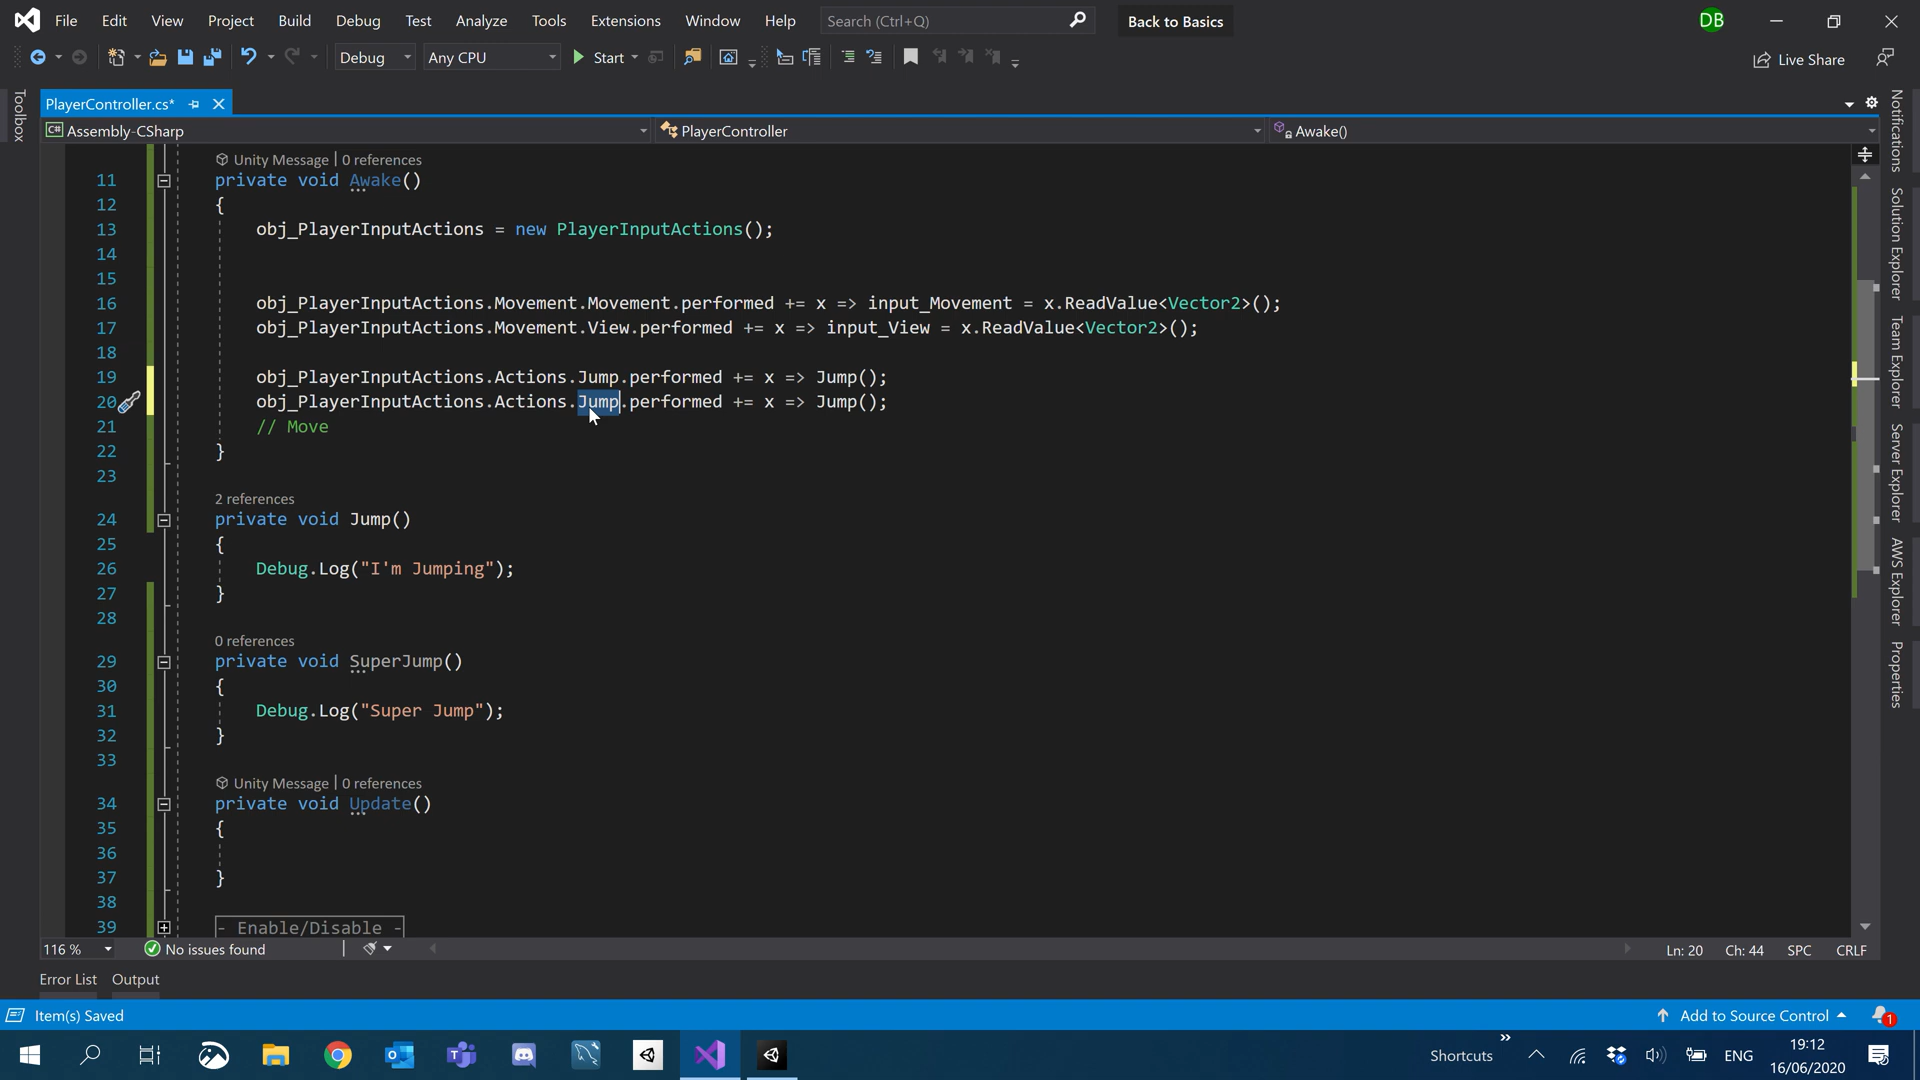 File Edit View Project Build Debug Test Analyze Tools Extensions Window Help Search (Ctrl+Q) Back to Basics DB
Debug Any CPU Start Live Share
Toolbox
PlayerController.cs*
Assembly-CSharp PlayerController Awake()
Unity Message | 0 references
11 private void Awake()
12 {
13 obj_PlayerInputActions = new PlayerInputActions();
14
15
16 obj_PlayerInputActions.Movement.Movement.performed += x => input_Movement = x.ReadValue<Vector2>();
17 obj_PlayerInputActions.Movement.View.performed += x => input_View = x.ReadValue<Vector2>();
18
19 obj_PlayerInputActions.Actions.Jump.performed += x => Jump();
20 obj_PlayerInputActions.Actions.Jump.performed += x => Jump();
21 // Move
22 }
23
2 references
24 private void Jump()
25 {
26 Debug.Log("I'm Jumping");
27 }
28
0 references
29 private void SuperJump()
30 {
31 Debug.Log("Super Jump");
32 }
33
Unity Message | 0 references
34 private void Update()
35 {
36
37 }
38
39 - Enable/Disable -
Notifications
Solution Explorer
Team Explorer
Server Explorer
AWS Explorer
Properties
116 % No issues found Ln: 20 Ch: 44 SPC CRLF
Error List Output
Item(s) Saved Add to Source Control 1
Shortcuts ENG 19:12
16/06/2020